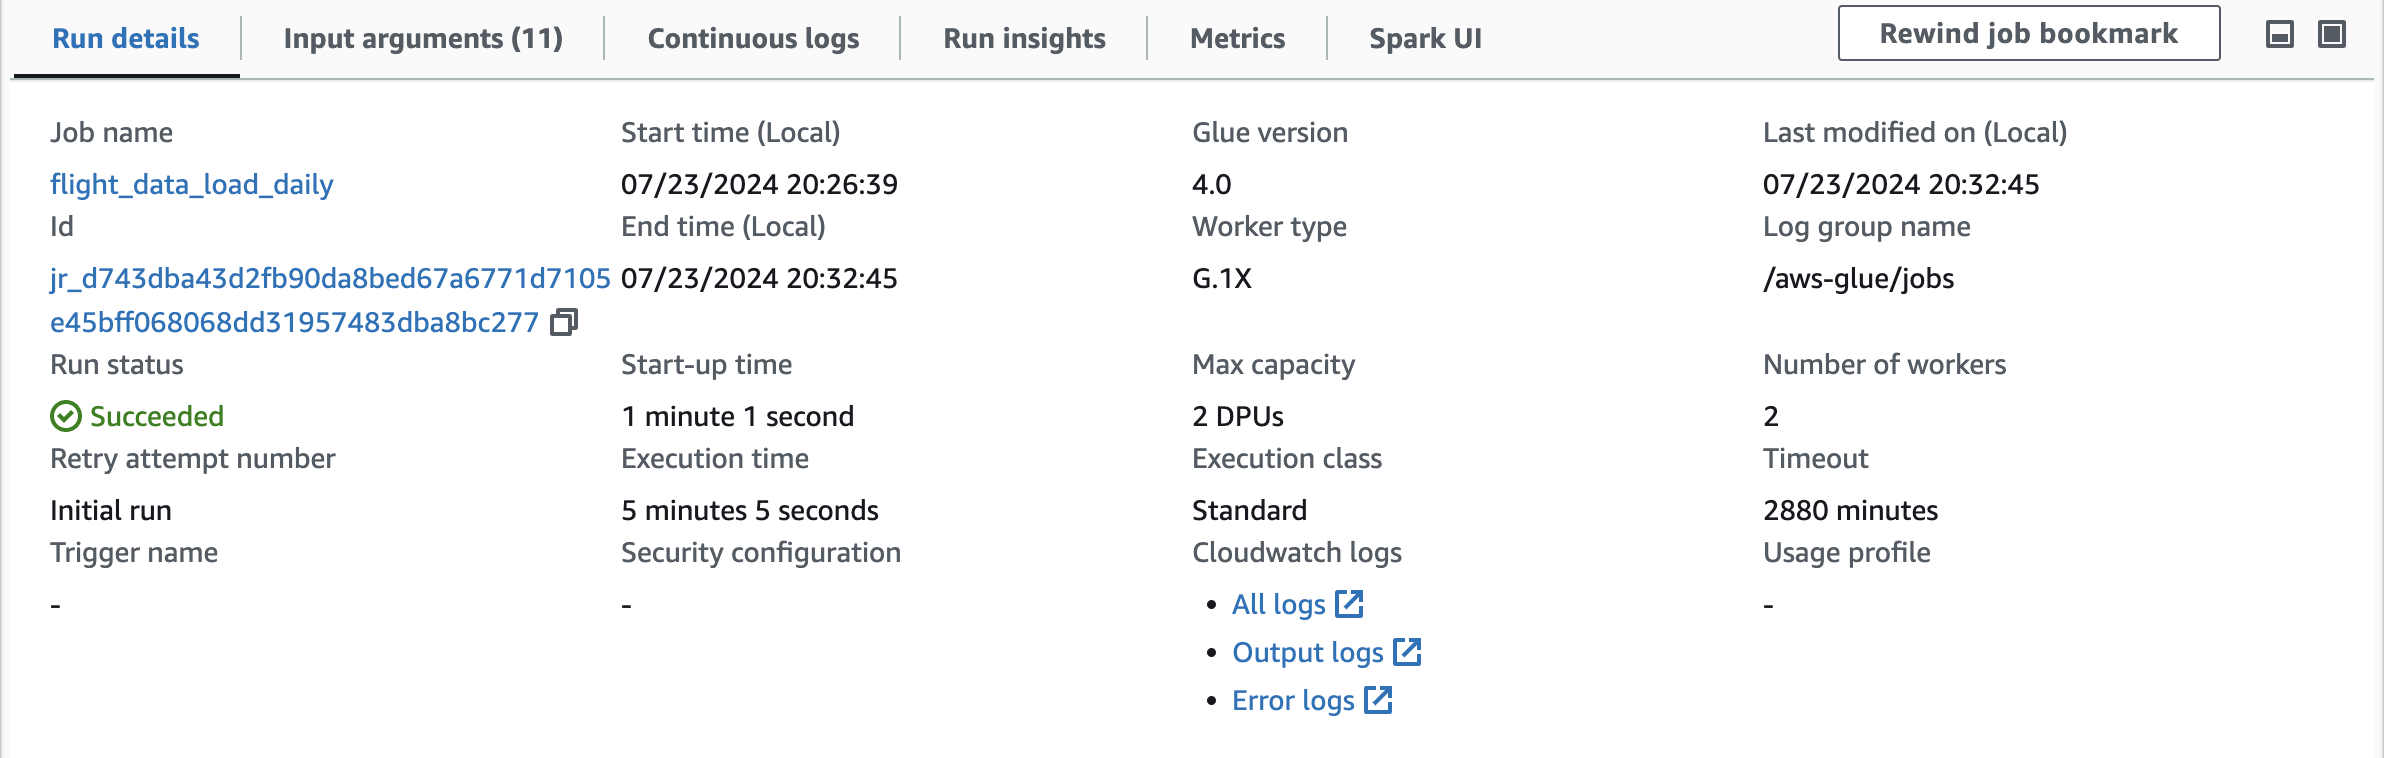 Run details
Input arguments (11)
Continuous logs
Run insights
Metrics
Spark UI
Rewind job bookmark
Job name
flight_data_load_daily
Id
jr_d743dba43d2fb90da8bed67a6771d7105
e45bff068068dd31957483dba8bc277
Run status
Succeeded
Retry attempt number
Initial run
Trigger name
-
Start time (Local)
07/23/2024 20:26:39
End time (Local)
07/23/2024 20:32:45
Start-up time
1 minute 1 second
Execution time
5 minutes 5 seconds
Security configuration
-
Glue version
4.0
Worker type
G.1X
Max capacity
2 DPUs
Execution class
Standard
Cloudwatch logs
• All logs
• Output logs
• Error logs
Last modified on (Local)
07/23/2024 20:32:45
Log group name
/aws-glue/jobs
Number of workers
2
Timeout
2880 minutes
Usage profile
-